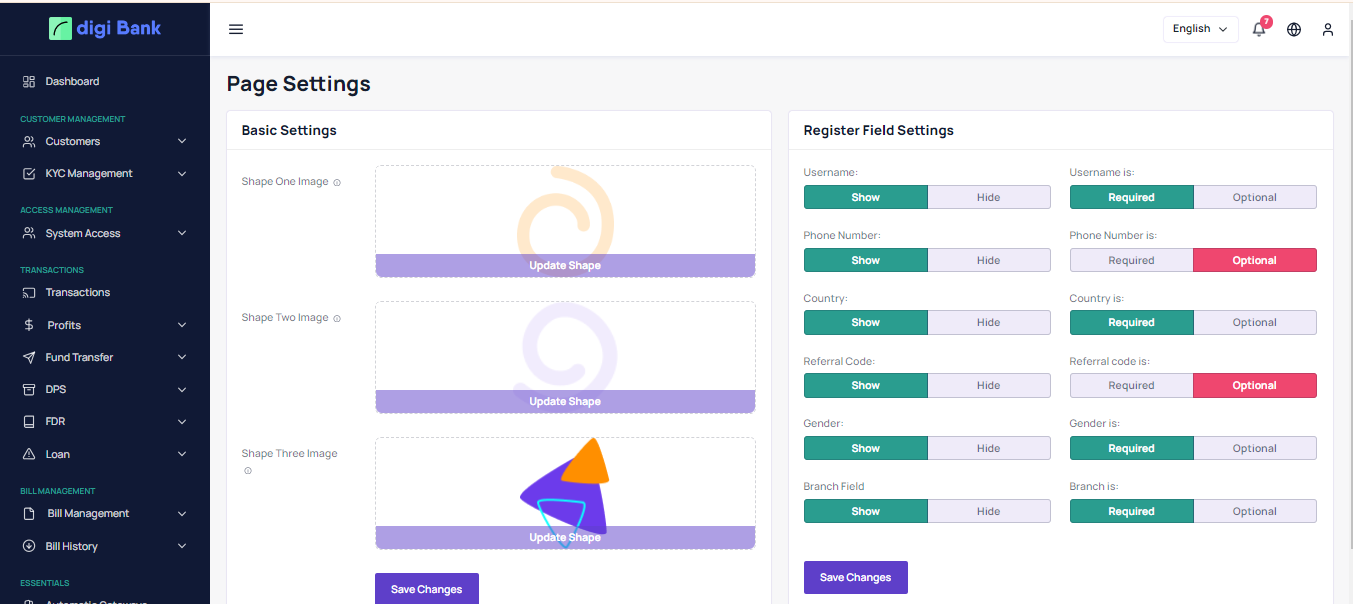 digi Bank
Dashboard
CUSTOMER MANAGEMENT
Customers
KYC Management
ACCESS MANAGEMENT
System Access
TRANSACTIONS
Transactions
Profits
Fund Transfer
DPS
FDR
Loan
BILL MANAGEMENT
Bill Management
Bill History
ESSENTIALS
Automatic Gateways
English
7
Page Settings
Basic Settings
Shape One Image
Update Shape
Shape Two Image
Update Shape
Shape Three Image
Update Shape
Save Changes
Register Field Settings
Username: Username is:
Show Hide Required Optional
Phone Number: Phone Number is:
Show Hide Required Optional
Country: Country is:
Show Hide Required Optional
Referral Code: Referral code is:
Show Hide Required Optional
Gender: Gender is:
Show Hide Required Optional
Branch Field Branch is:
Show Hide Required Optional
Save Changes